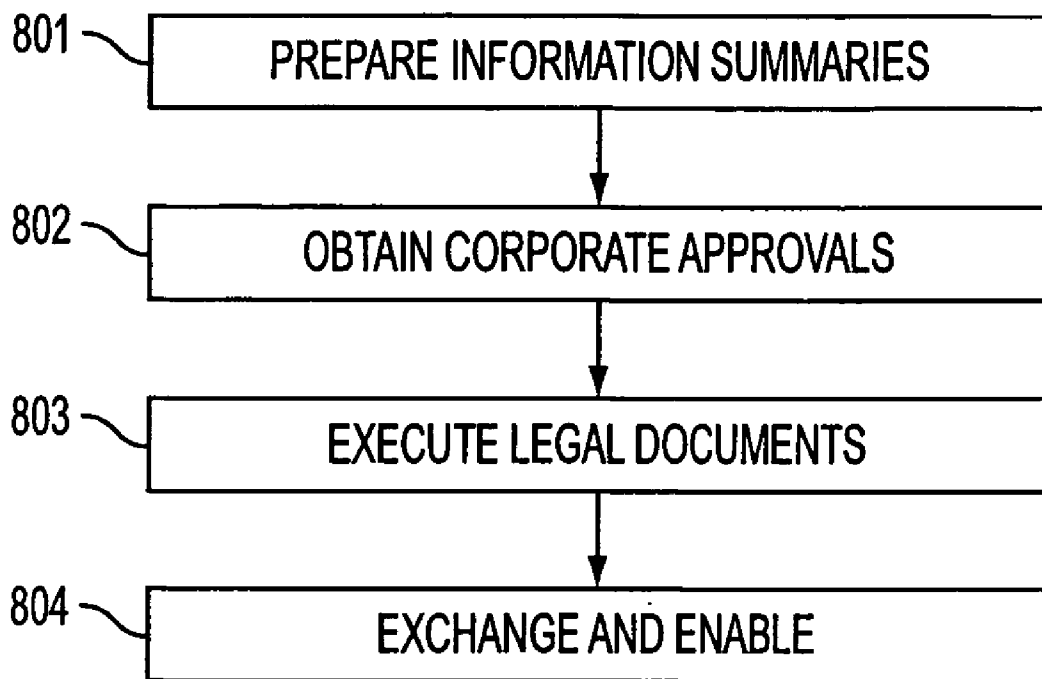 801 PREPARE INFORMATION SUMMARIES
802 OBTAIN CORPORATE APPROVALS
803 EXECUTE LEGAL DOCUMENTS
804 EXCHANGE AND ENABLE